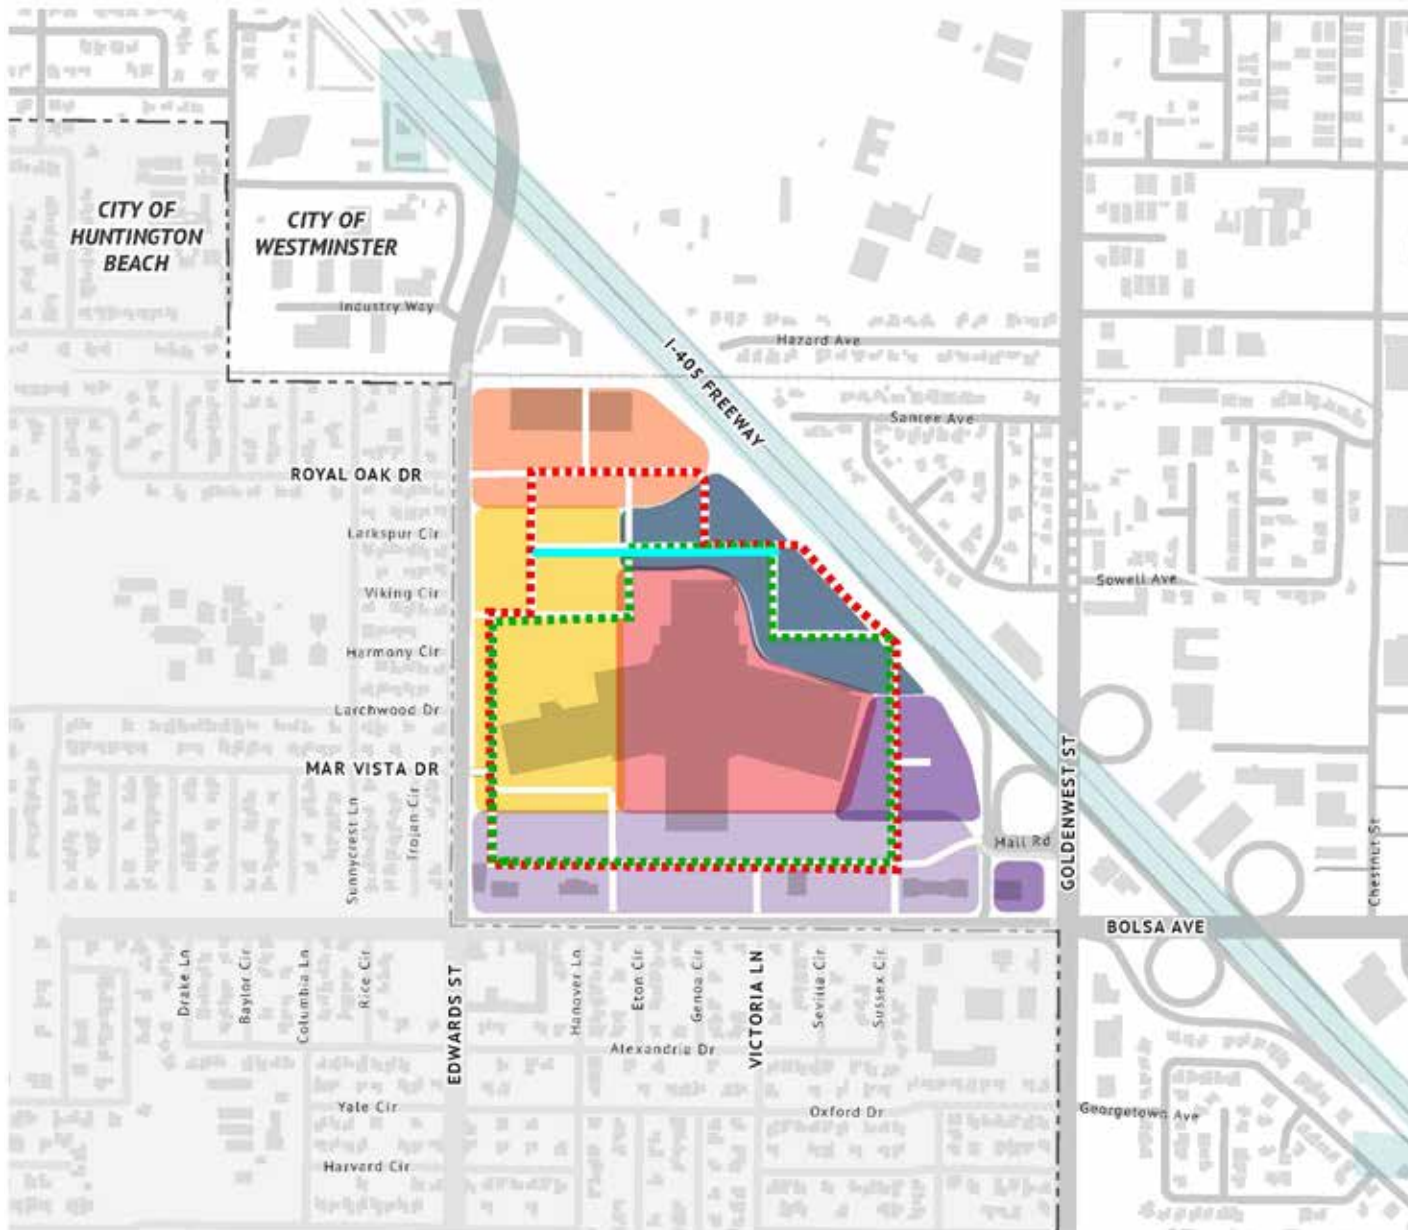 CITY OF
HUNTINGTON
BEACH
CITY OF
WESTMINSTER
Industry Way
Hazard Ave
I-405 FREEWAY
Santee Ave
ROYAL OAK DR
Larkspur Cir
Sowell Ave
Viking Cir
Harmony Cir
Larchwood Dr
MAR VISTA DR
Sunnycrest Ln
Trojan Cir
Mall Rd
GOLDENWEST ST
Chestnut St
BOLSA AVE
Drake Ln
Baylor Cir
Columbia Ln
Rice Cir
EDWARDS ST
Hanover Ln
Eton Cir
Genoa Cir
VICTORIA LN
Sevilla Cir
Sussex Cir
Alexandria Dr
Yale Cir
Oxford Dr
Georgetown Ave
Harvard Cir